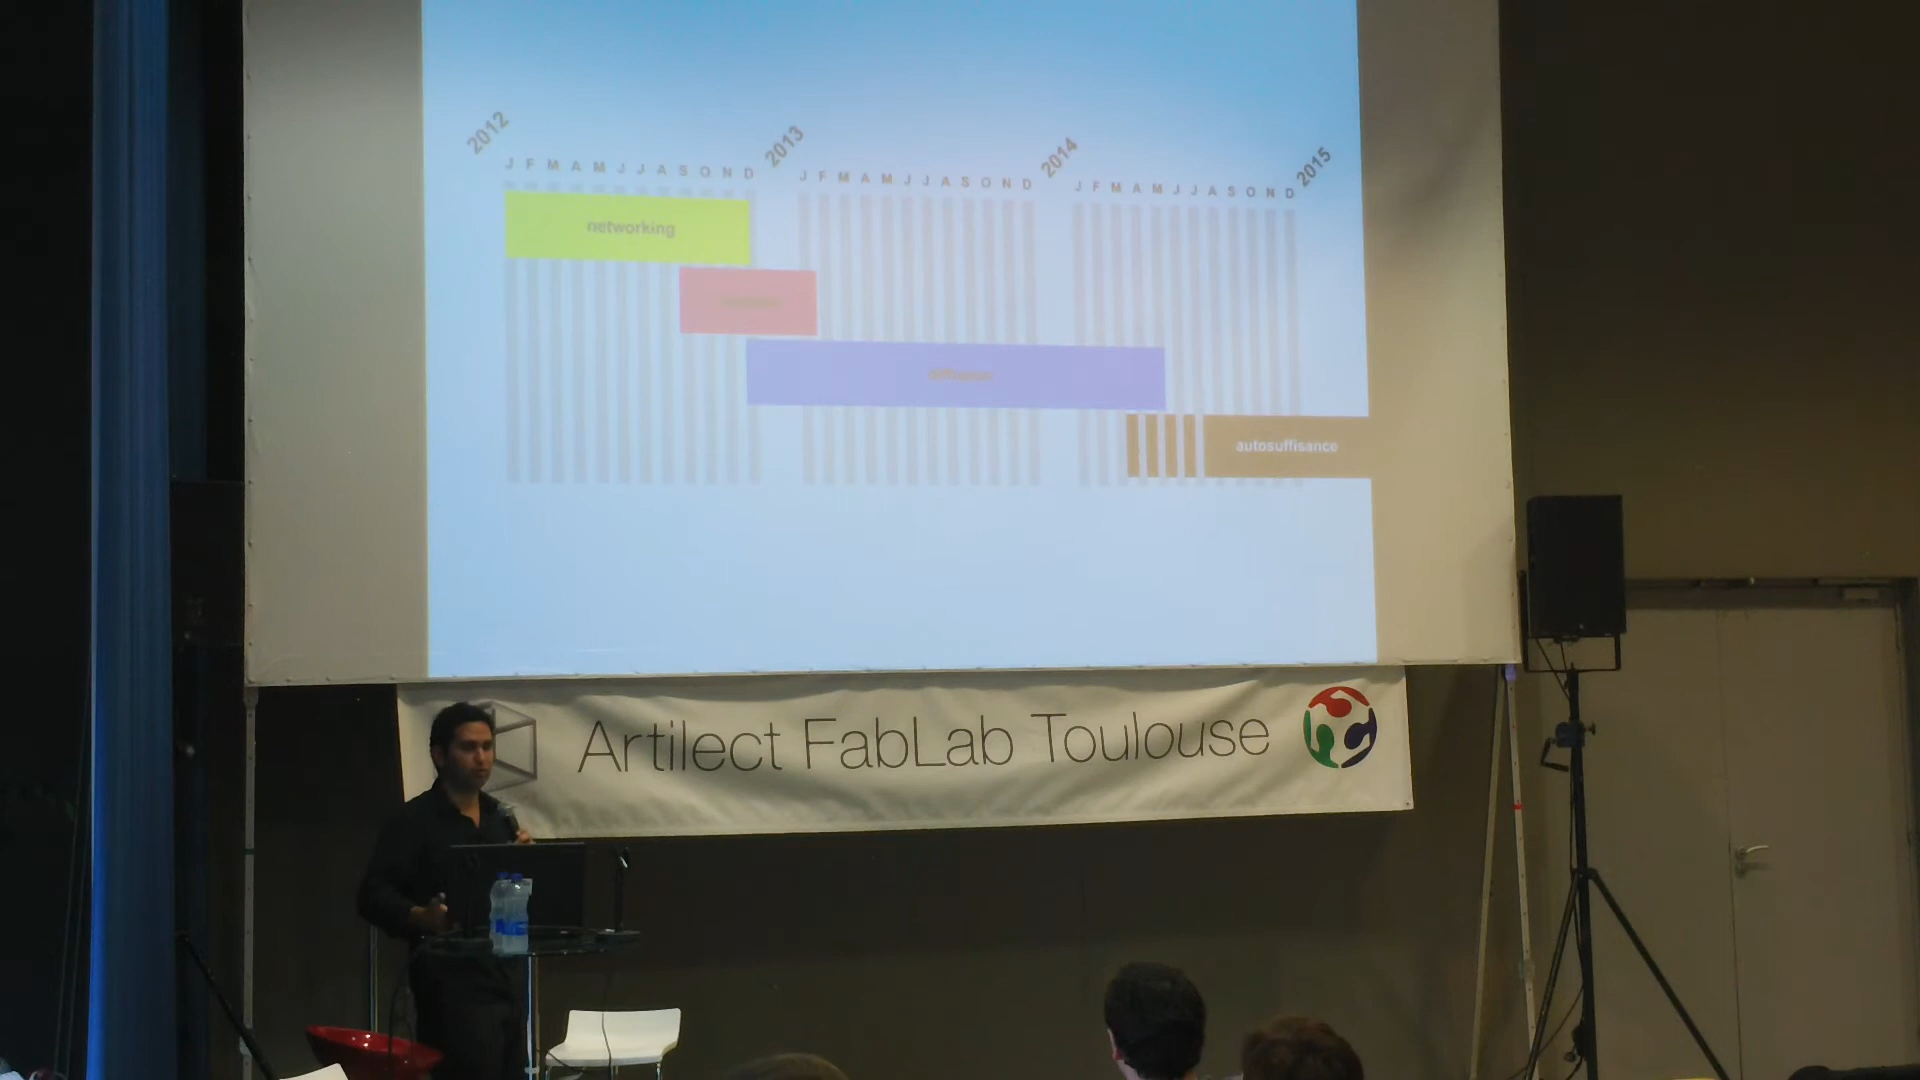 2012
2013
2014
2015
J F M A M J J A S O N D
J F M A M J J A S O N D
J F M A M J J A S O N D
networking
autosuffisance
Artilect FabLab Toulouse